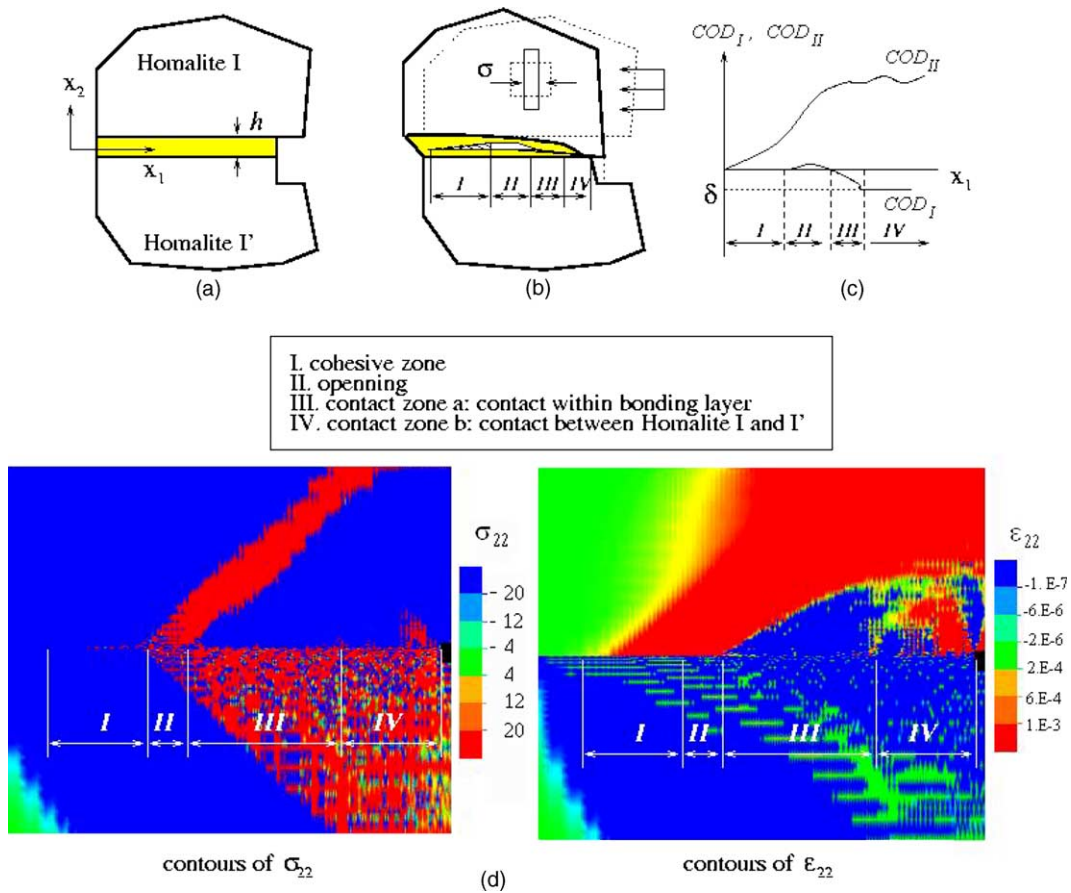 Homalite I
x2
h
x1
Homalite I'
(a)
σ
I II III IV
(b)
COD_I , COD_II
COD_II
x1
δ
COD_I
I II III IV
(c)
I. cohesive zone
II. openning
III. contact zone a: contact within bonding layer
IV. contact zone b: contact between Homalite I and I'
σ22
- 20
- 12
- 4
4
12
20
I II III IV
contours of σ22
ε22
-1. E-7
-6.E-6
-2.E-6
2.E-4
6.E-4
1.E-3
I II III IV
contours of ε22
(d)